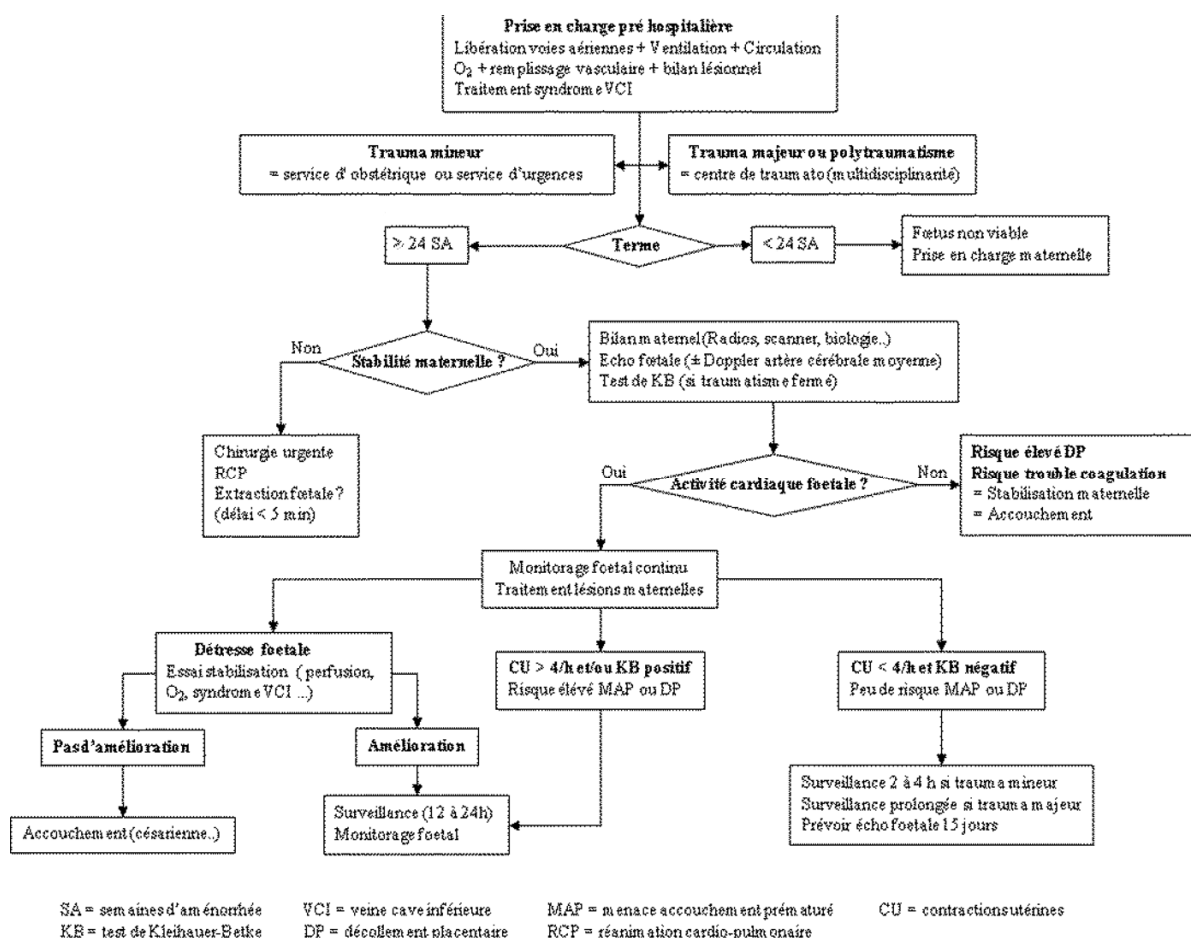 Prise en charge pré hospitalière
Libération voies aériennes + Ventilation + Circulation
O₂ + remplissage vasculaire + bilan lésionnel
Traitement syndrome VCI
Trauma mineur
= service d'obstétrique ou service d'urgences
Trauma majeur ou polytraumatisme
= centre de traumato (multidisciplinarité)
≥ 24 SA
Terme
< 24 SA
Fœtus non viable
Prise en charge maternelle
Non
Stabilité maternelle ?
Oui
Bilan maternel (Radios, scanner, biologie..)
Echo fœtale (± Doppler artère cérébrale moyenne)
Test de KB (si traumatisme fermé)
Chirurgie urgente
RCP
Extraction fœtale ?
(délai < 5 min)
Oui
Activité cardiaque foetale ?
Non
Risque élevé DP
Risque trouble coagulation
= Stabilisation maternelle
= Accouchement
Monitorage foetal continu
Traitement lésions maternelles
Détresse foetale
Essai stabilisation ( perfusion,
O₂, syndrome VCI ...)
CU > 4/h et/ou KB positif
Risque élévé MAP ou DP
CU < 4/h et KB négatif
Peu de risque MAP ou DP
Pas d'amélioration
Amélioration
Accouchement (césarienne..)
Surveillance (12 à 24h)
Monitorage foetal
Surveillance 2 à 4 h si trauma mineur
Surveillance prolongée si trauma majeur
Prévoir écho foetale 15 jours
SA = semaines d'aménorrhée
VCI = veine cave inférieure
MAP = menace accouchement prématuré
CU = contractions utérines
KB = test de Kleihauer-Betke
DP = décollement placentaire
RCP = réanimation cardio-pulmonaire